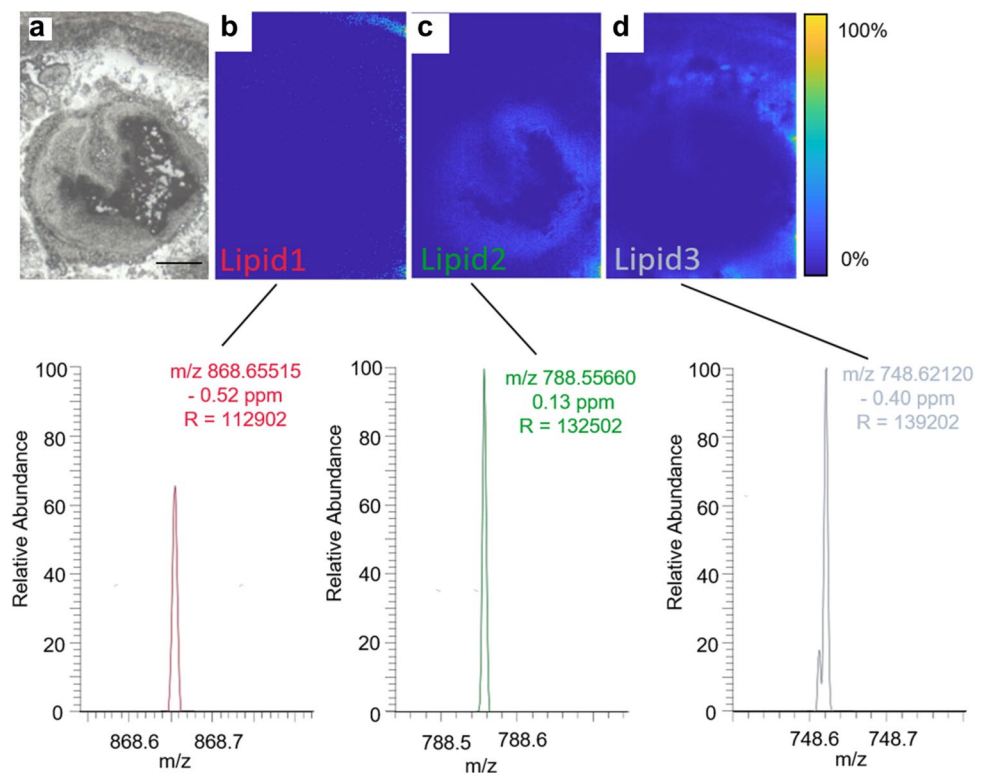 a
b
c
d
100%
0%
Lipid1
Lipid2
Lipid3
m/z 868.65515
- 0.52 ppm
R = 112902
100
80
60
40
20
0
Relative Abundance
868.6
868.7
m/z
m/z 788.55660
0.13 ppm
R = 132502
100
80
60
40
20
0
Relative Abundance
788.5
788.6
m/z
m/z 748.62120
- 0.40 ppm
R = 139202
100
80
60
40
20
0
Relative Abundance
748.6
748.7
m/z